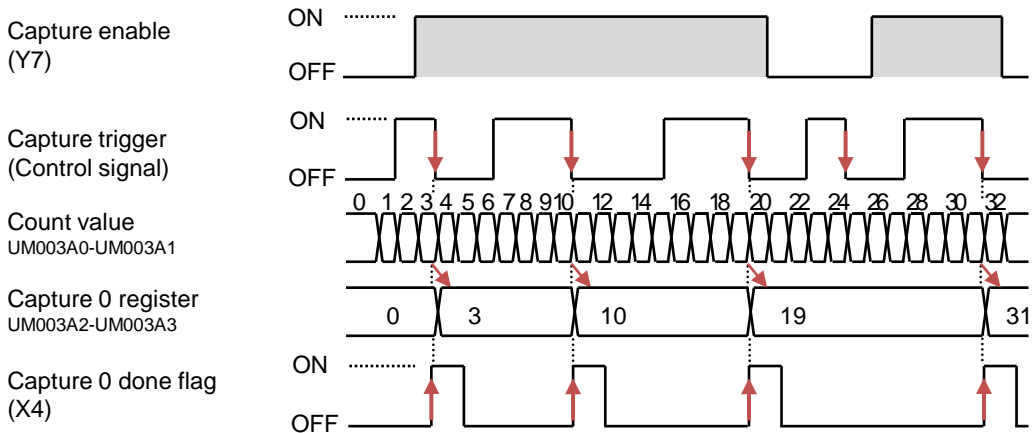 Capture enable
(Y7)
ON
OFF
Capture trigger
(Control signal)
ON
OFF
Count value
UM003A0-UM003A1
0 1 2 3 4 5 6 7 8 9 10 12 14 16 18 20 22 24 26 28 30 32
Capture 0 register
UM003A2-UM003A3
0 3 10 19 31
Capture 0 done flag
(X4)
ON
OFF